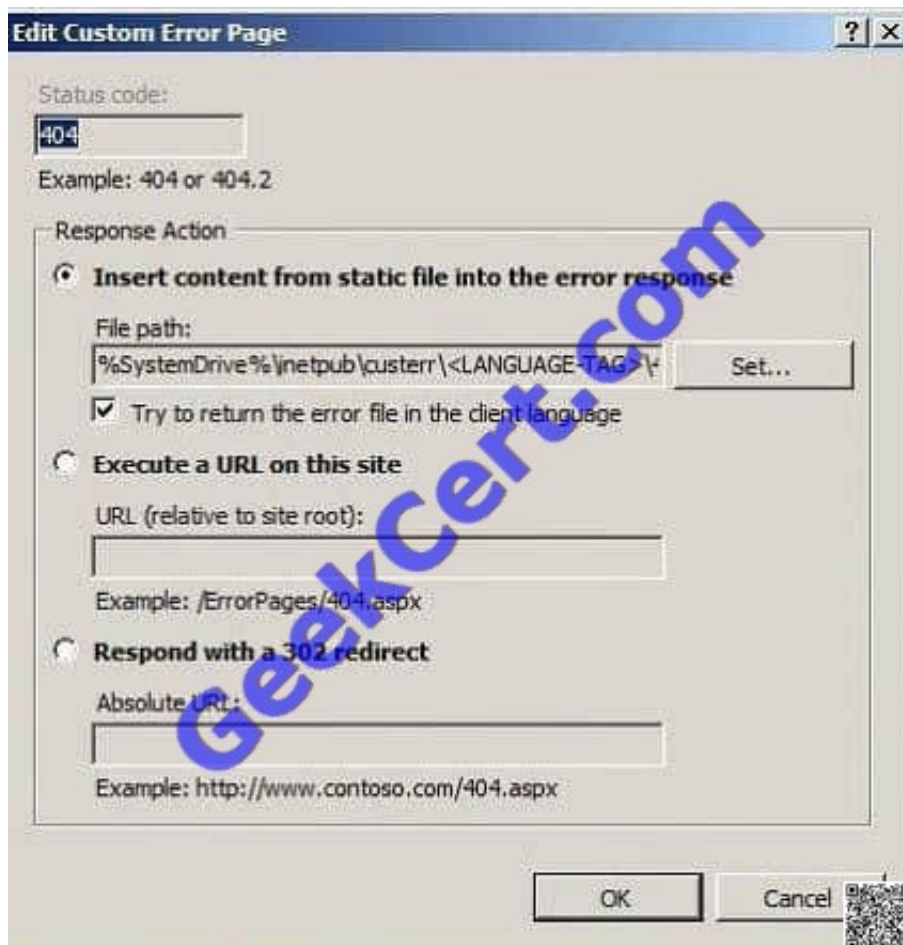 Edit Custom Error Page
Status code:
404
Example: 404 or 404.2
Response Action
Insert content from static file into the error response
File path:
%SystemDrive%\inetpub\custerr\<LANGUAGE-TAG>\
Set...
Try to return the error file in the client language
Execute a URL on this site
URL (relative to site root):
Example: /ErrorPages/404.aspx
Respond with a 302 redirect
Absolute URL:
Example: http://www.contoso.com/404.aspx
OK
Cancel
GeekCert.com